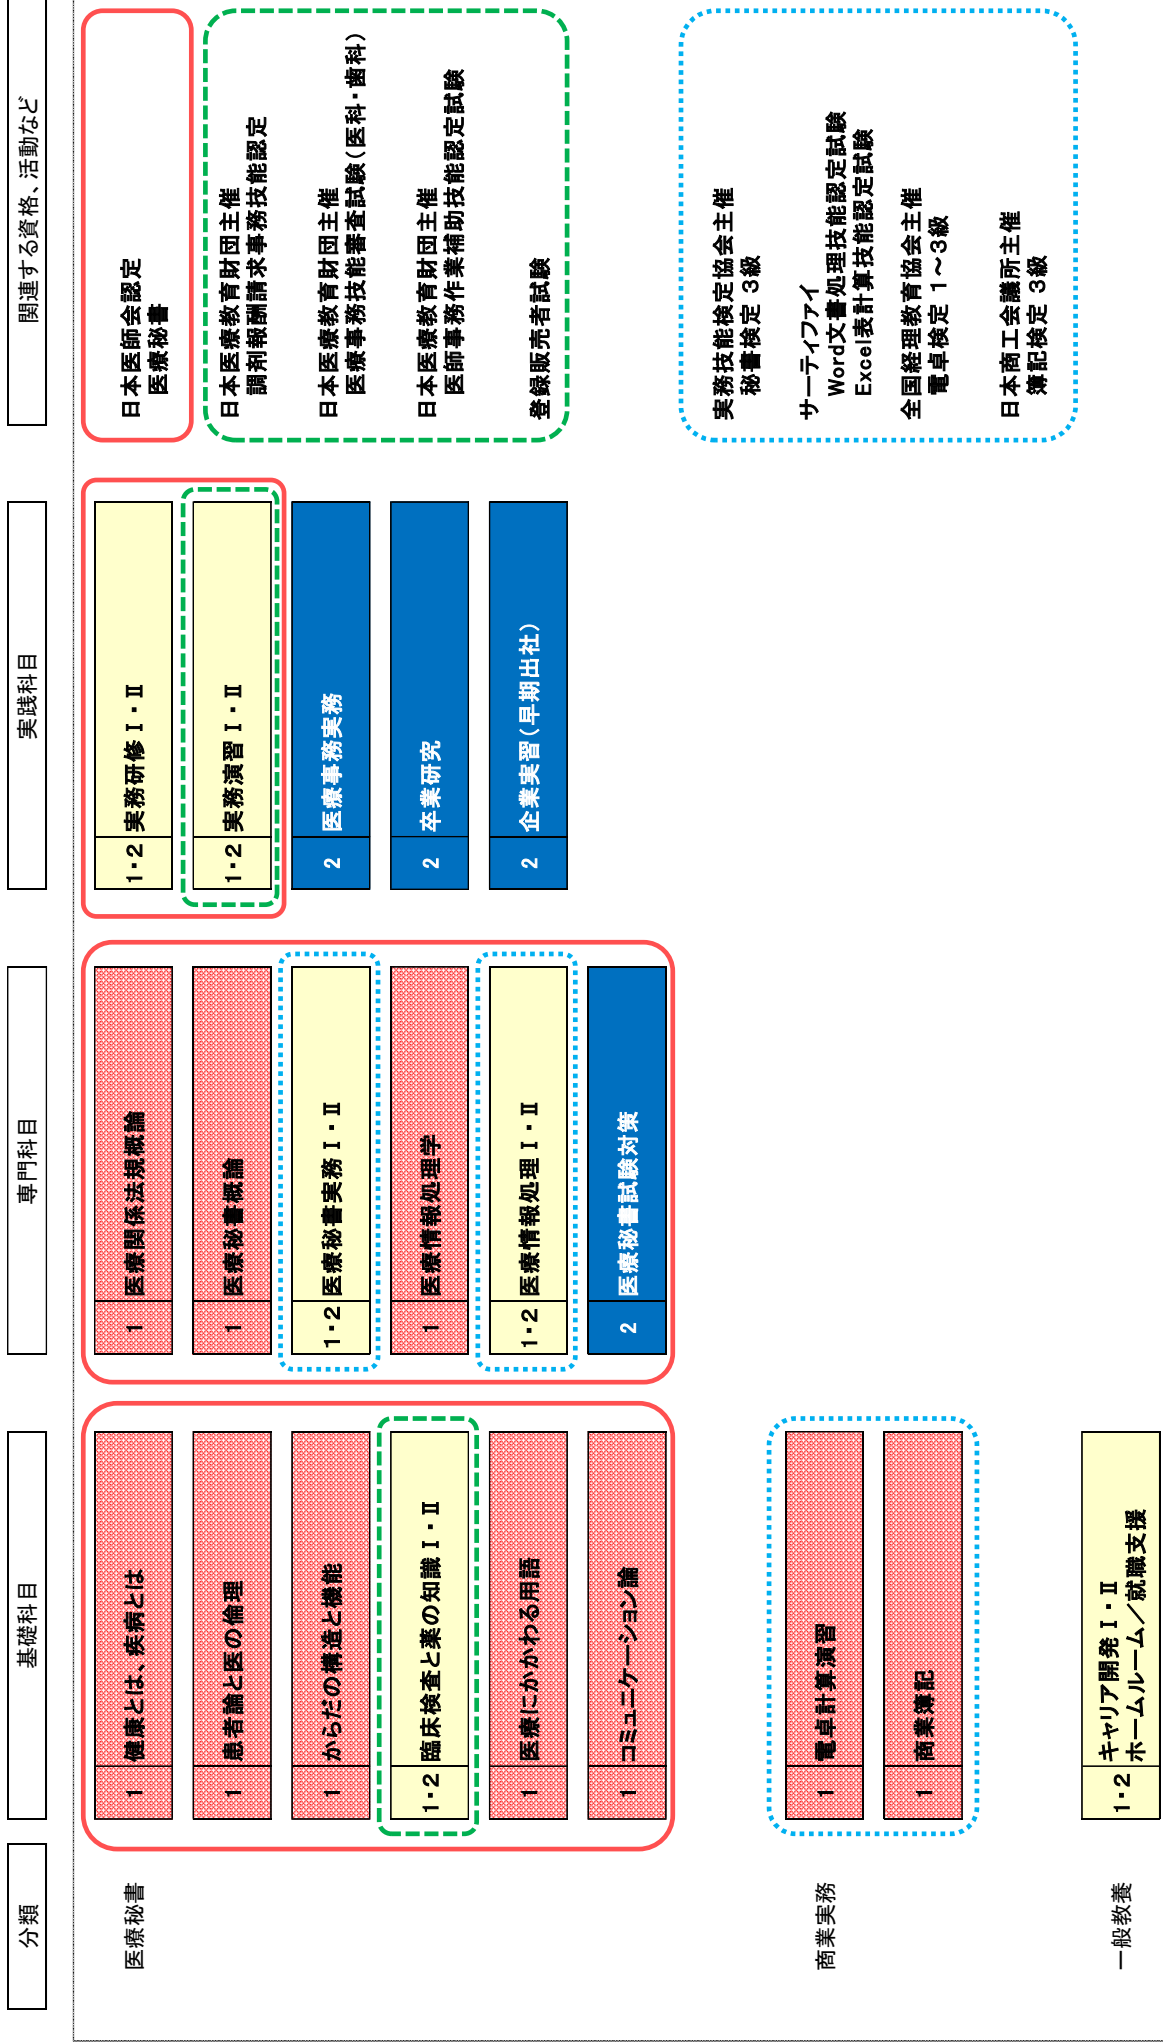 分類
基礎科目
専門科目
実践科目
関連する資格、活動など
医療秘書
1 健康とは、疾病とは
1 患者論と医の倫理
1 からだの構造と機能
1・2 臨床検査と薬の知識Ⅰ・Ⅱ
1 医療にかかわる用語
1 コミュニケーション論
1 医療関係法規概論
1 医療秘書概論
1・2 医療秘書実務Ⅰ・Ⅱ
1 医療情報処理学
1・2 医療情報処理Ⅰ・Ⅱ
2 医療秘書試験対策
1・2 実務研修Ⅰ・Ⅱ
1・2 実務演習Ⅰ・Ⅱ
2 医療事務実務
2 卒業研究
2 企業実習(早期出社)
日本医師会認定
医療秘書
日本医療教育財団主催
調剤報酬請求事務技能認定
日本医療教育財団主催
医療事務技能審査試験(医科・歯科)
日本医療教育財団主催
医師事務作業補助技能認定試験
登録販売者試験
商業実務
1 電卓計算演習
1 商業簿記
実務技能検定協会主催
秘書検定 3級
サーティファイ
Word文書処理技能認定試験
Excel表計算技能認定試験
全国経理教育協会主催
電卓検定 1～3級
日本商工会議所主催
簿記検定 3級
一般教養
1・2 キャリア開発Ⅰ・Ⅱ
ホームルーム／就職支援